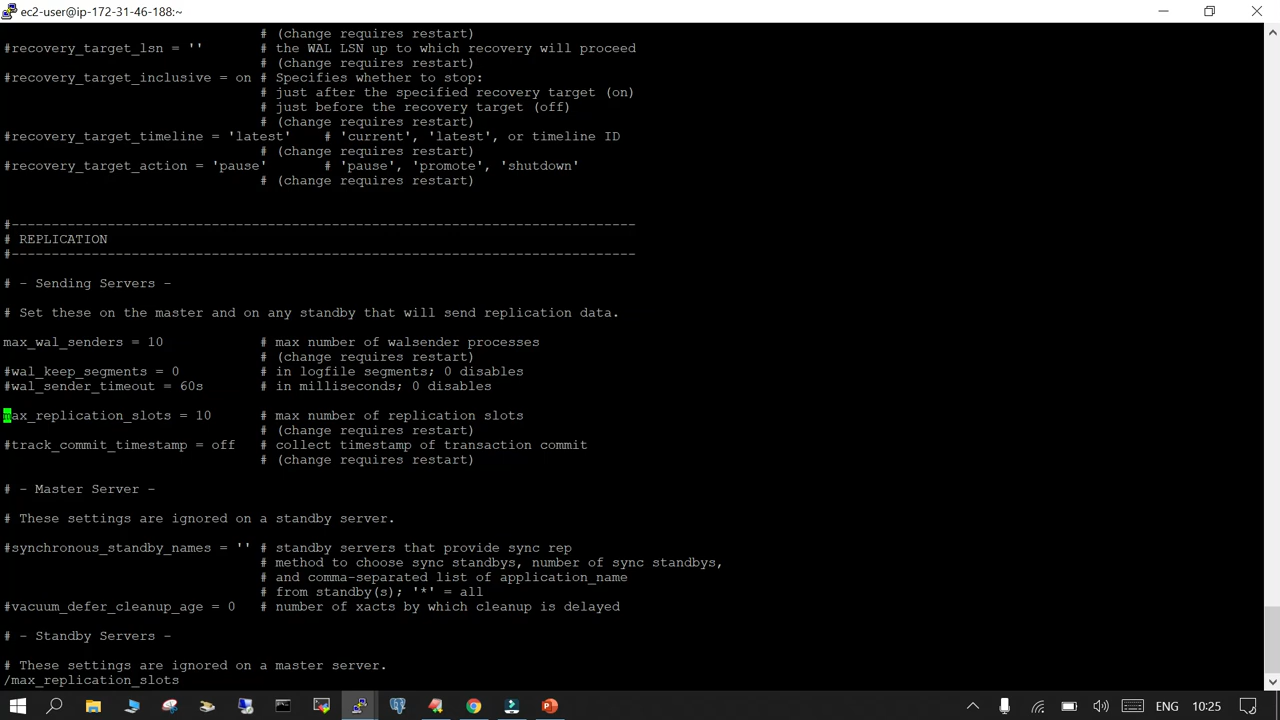 ec2-user@ip-172-31-46-188:~
# (change requires restart)
#recovery_target_lsn = '' # the WAL LSN up to which recovery will proceed
# (change requires restart)
#recovery_target_inclusive = on # Specifies whether to stop:
# just after the specified recovery target (on)
# just before the recovery target (off)
# (change requires restart)
#recovery_target_timeline = 'latest' # 'current', 'latest', or timeline ID
# (change requires restart)
#recovery_target_action = 'pause' # 'pause', 'promote', 'shutdown'
# (change requires restart)
#------------------------------------------------------------------------------
# REPLICATION
#------------------------------------------------------------------------------
# - Sending Servers -
# Set these on the master and on any standby that will send replication data.
max_wal_senders = 10 # max number of walsender processes
# (change requires restart)
#wal_keep_segments = 0 # in logfile segments; 0 disables
#wal_sender_timeout = 60s # in milliseconds; 0 disables
max_replication_slots = 10 # max number of replication slots
# (change requires restart)
#track_commit_timestamp = off # collect timestamp of transaction commit
# (change requires restart)
# - Master Server -
# These settings are ignored on a standby server.
#synchronous_standby_names = '' # standby servers that provide sync rep
# method to choose sync standbys, number of sync standbys,
# and comma-separated list of application_name
# from standby(s); '*' = all
#vacuum_defer_cleanup_age = 0 # number of xacts by which cleanup is delayed
# - Standby Servers -
# These settings are ignored on a master server.
/max_replication_slots
ENG 10:25